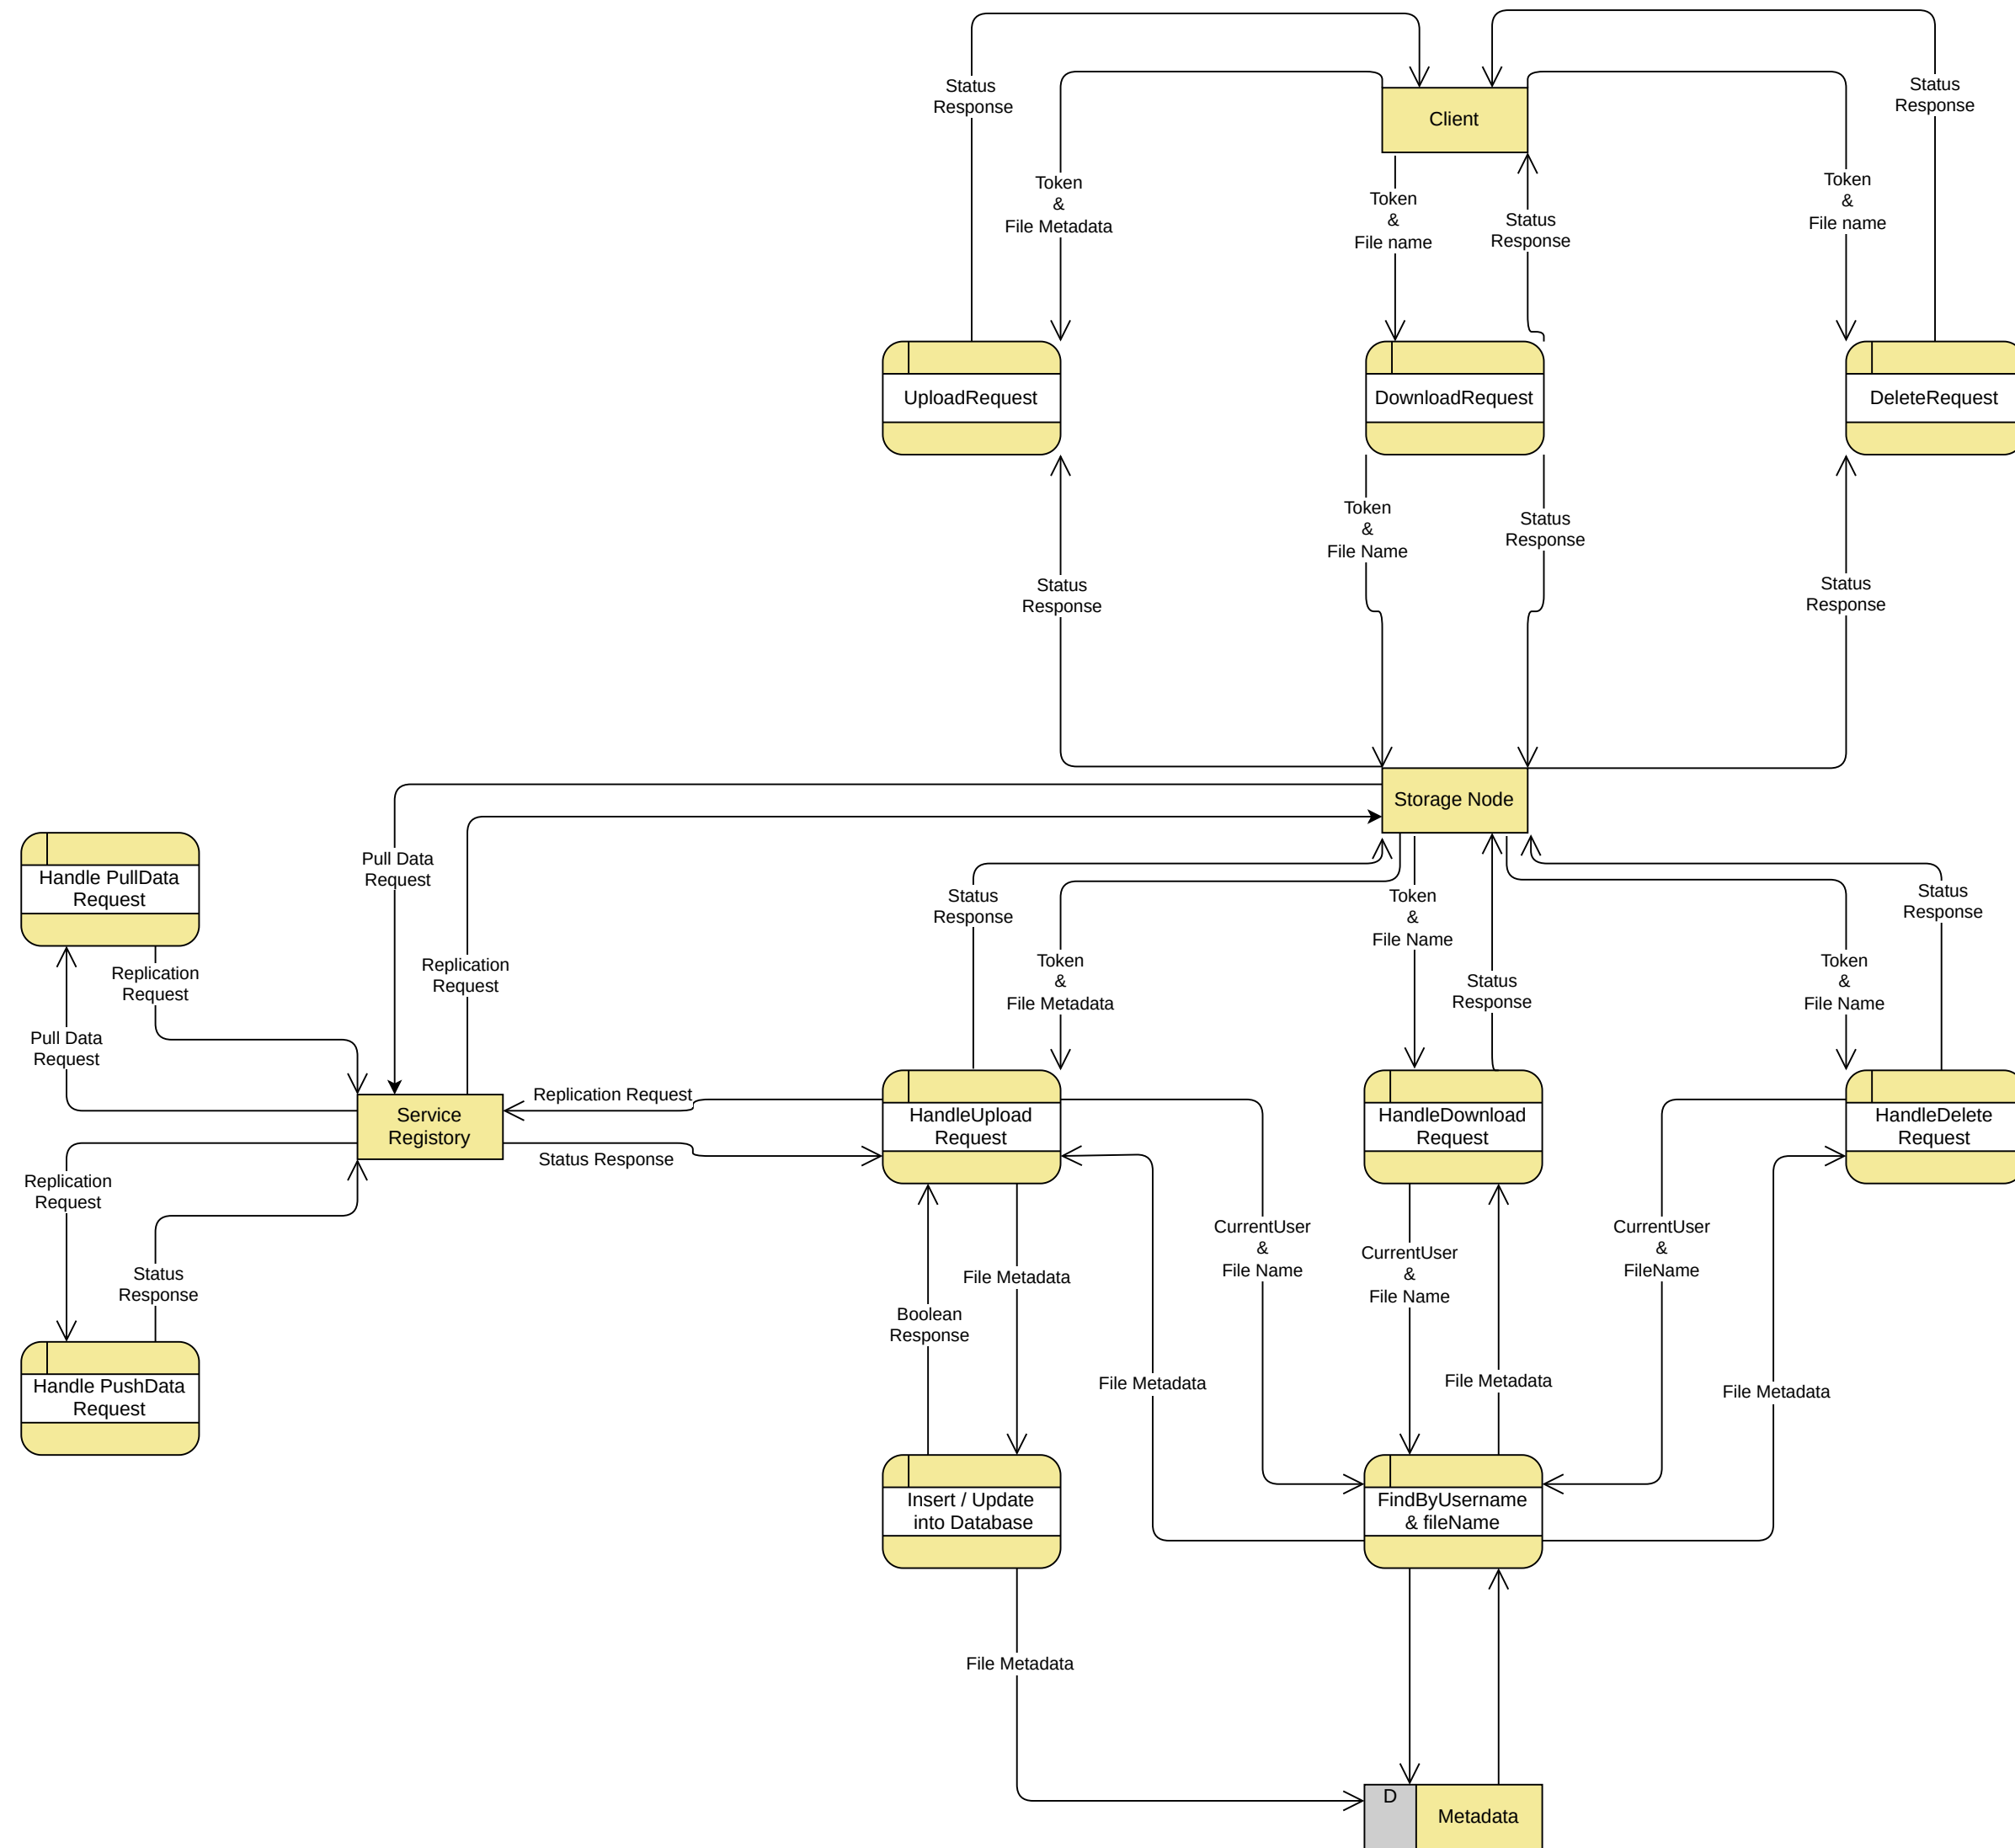 Status
Response
Client
Status
Response
Token
&
File Metadata
Token
&
File name
Status
Response
Token
&
File name
UploadRequest
DownloadRequest
DeleteRequest
Token
&
File Name
Status
Response
Status
Response
Status
Response
Storage Node
Handle PullData
Request
Pull Data
Request
Status
Response
Token
&
File Name
Status
Response
Replication
Request
Replication
Request
Token
&
File Metadata
Status
Response
Token
&
File Name
Pull Data
Request
Replication Request
Service
Registory
HandleUpload
Request
HandleDownload
Request
HandleDelete
Request
Status Response
Replication
Request
Status
Response
File Metadata
CurrentUser
&
File Name
CurrentUser
&
File Name
CurrentUser
&
FileName
Boolean
Response
File Metadata
File Metadata
File Metadata
Handle PushData
Request
Insert / Update
into Database
FindByUsername
& fileName
File Metadata
D
Metadata